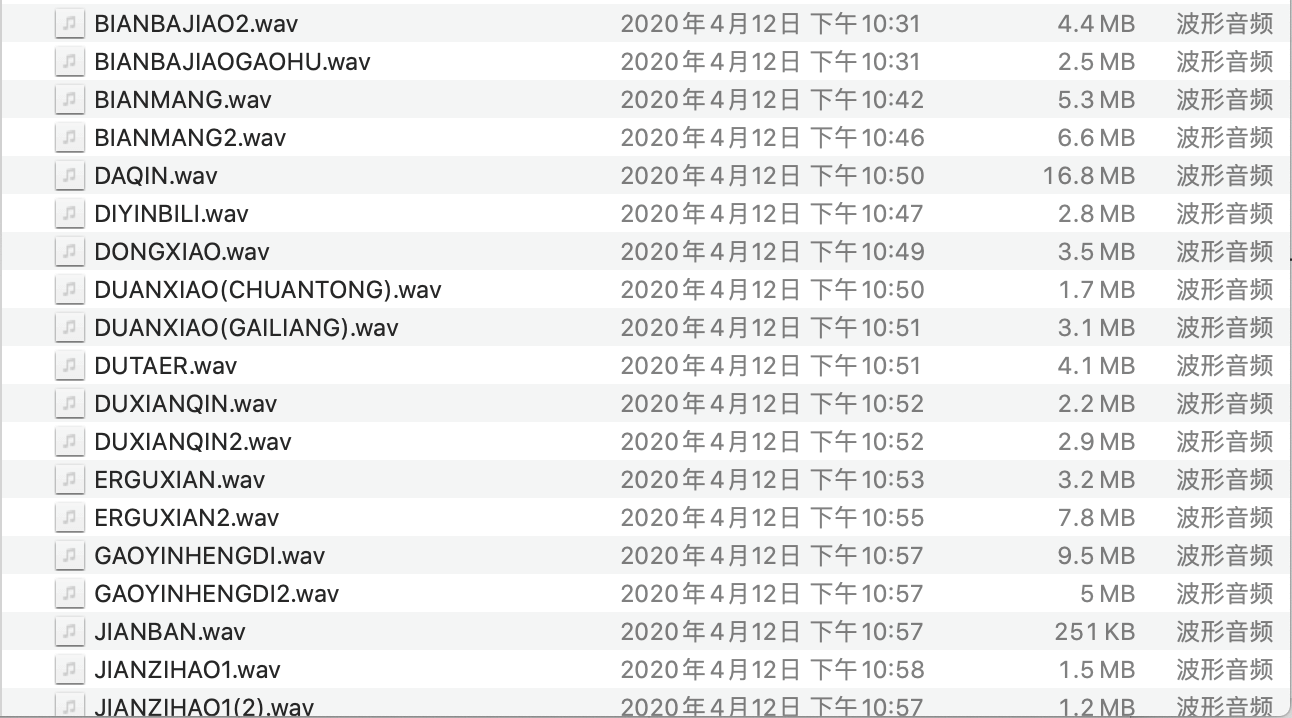 BIANBAJIAO2.wav 2020年4月12日 下午10:31 4.4 MB 波形音频
BIANBAJIAOGAOHU.wav 2020年4月12日 下午10:31 2.5 MB 波形音频
BIANMANG.wav 2020年4月12日 下午10:42 5.3 MB 波形音频
BIANMANG2.wav 2020年4月12日 下午10:46 6.6 MB 波形音频
DAQIN.wav 2020年4月12日 下午10:50 16.8 MB 波形音频
DIYINBILI.wav 2020年4月12日 下午10:47 2.8 MB 波形音频
DONGXIAO.wav 2020年4月12日 下午10:49 3.5 MB 波形音频
DUANXIAO(CHUANTONG).wav 2020年4月12日 下午10:50 1.7 MB 波形音频
DUANXIAO(GAILIANG).wav 2020年4月12日 下午10:51 3.1 MB 波形音频
DUTAER.wav 2020年4月12日 下午10:51 4.1 MB 波形音频
DUXIANQIN.wav 2020年4月12日 下午10:52 2.2 MB 波形音频
DUXIANQIN2.wav 2020年4月12日 下午10:52 2.9 MB 波形音频
ERGUXIAN.wav 2020年4月12日 下午10:53 3.2 MB 波形音频
ERGUXIAN2.wav 2020年4月12日 下午10:55 7.8 MB 波形音频
GAOYINHENGDI.wav 2020年4月12日 下午10:57 9.5 MB 波形音频
GAOYINHENGDI2.wav 2020年4月12日 下午10:57 5 MB 波形音频
JIANBAN.wav 2020年4月12日 下午10:57 251 KB 波形音频
JIANZIHAO1.wav 2020年4月12日 下午10:58 1.5 MB 波形音频
JIANZIHAO1(2).wav 2020年4月12日 下午10:57 1.2 MB 波形音频